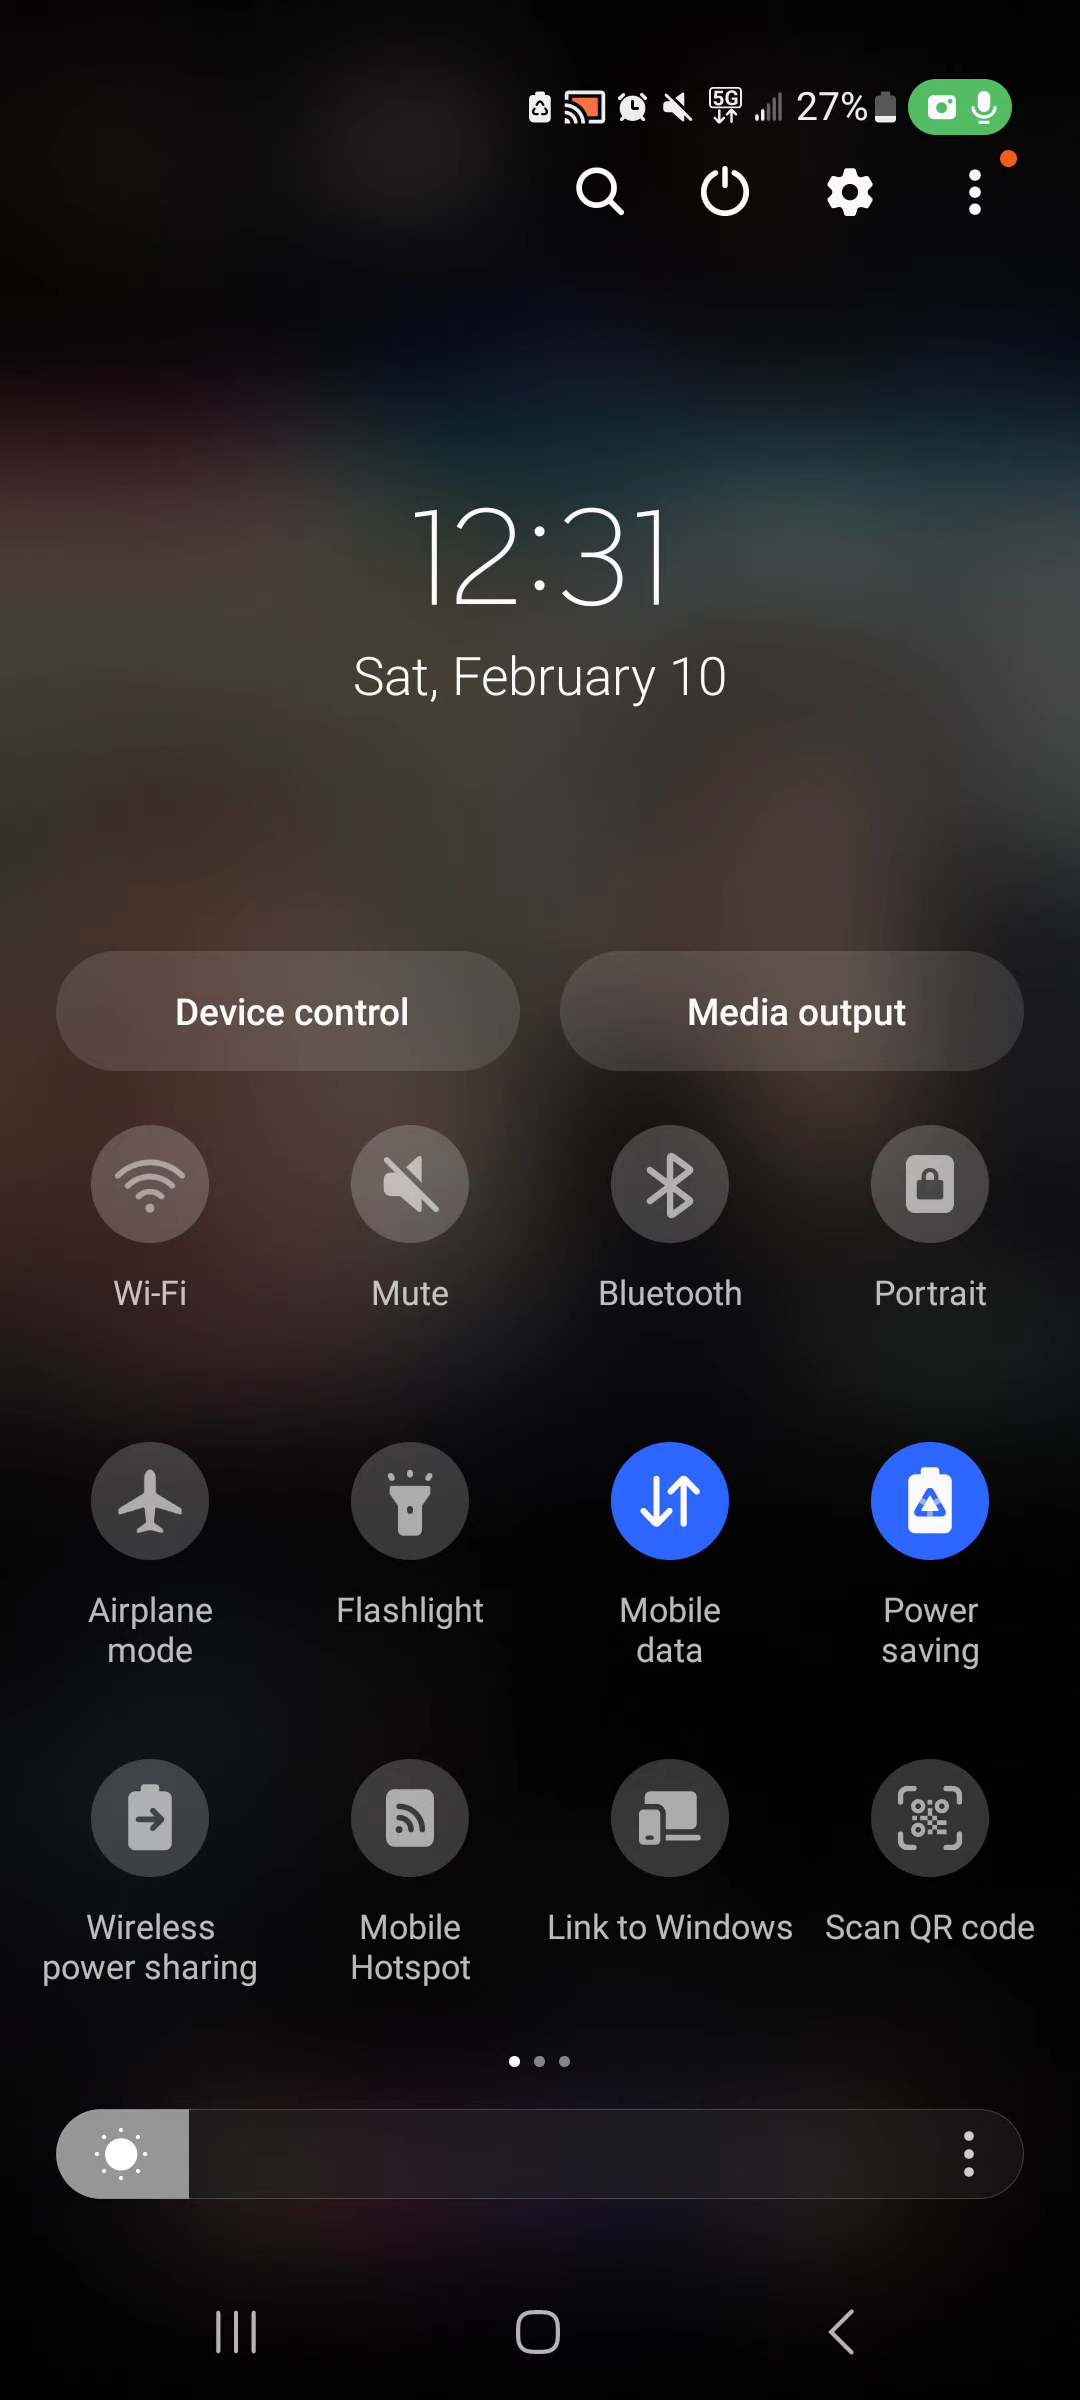 5G 27%
12:31
Sat, February 10
Device control Media output
Wi-Fi Mute Bluetooth Portrait
Airplane mode Flashlight Mobile data Power saving
Wireless power sharing Mobile Hotspot Link to Windows Scan QR code